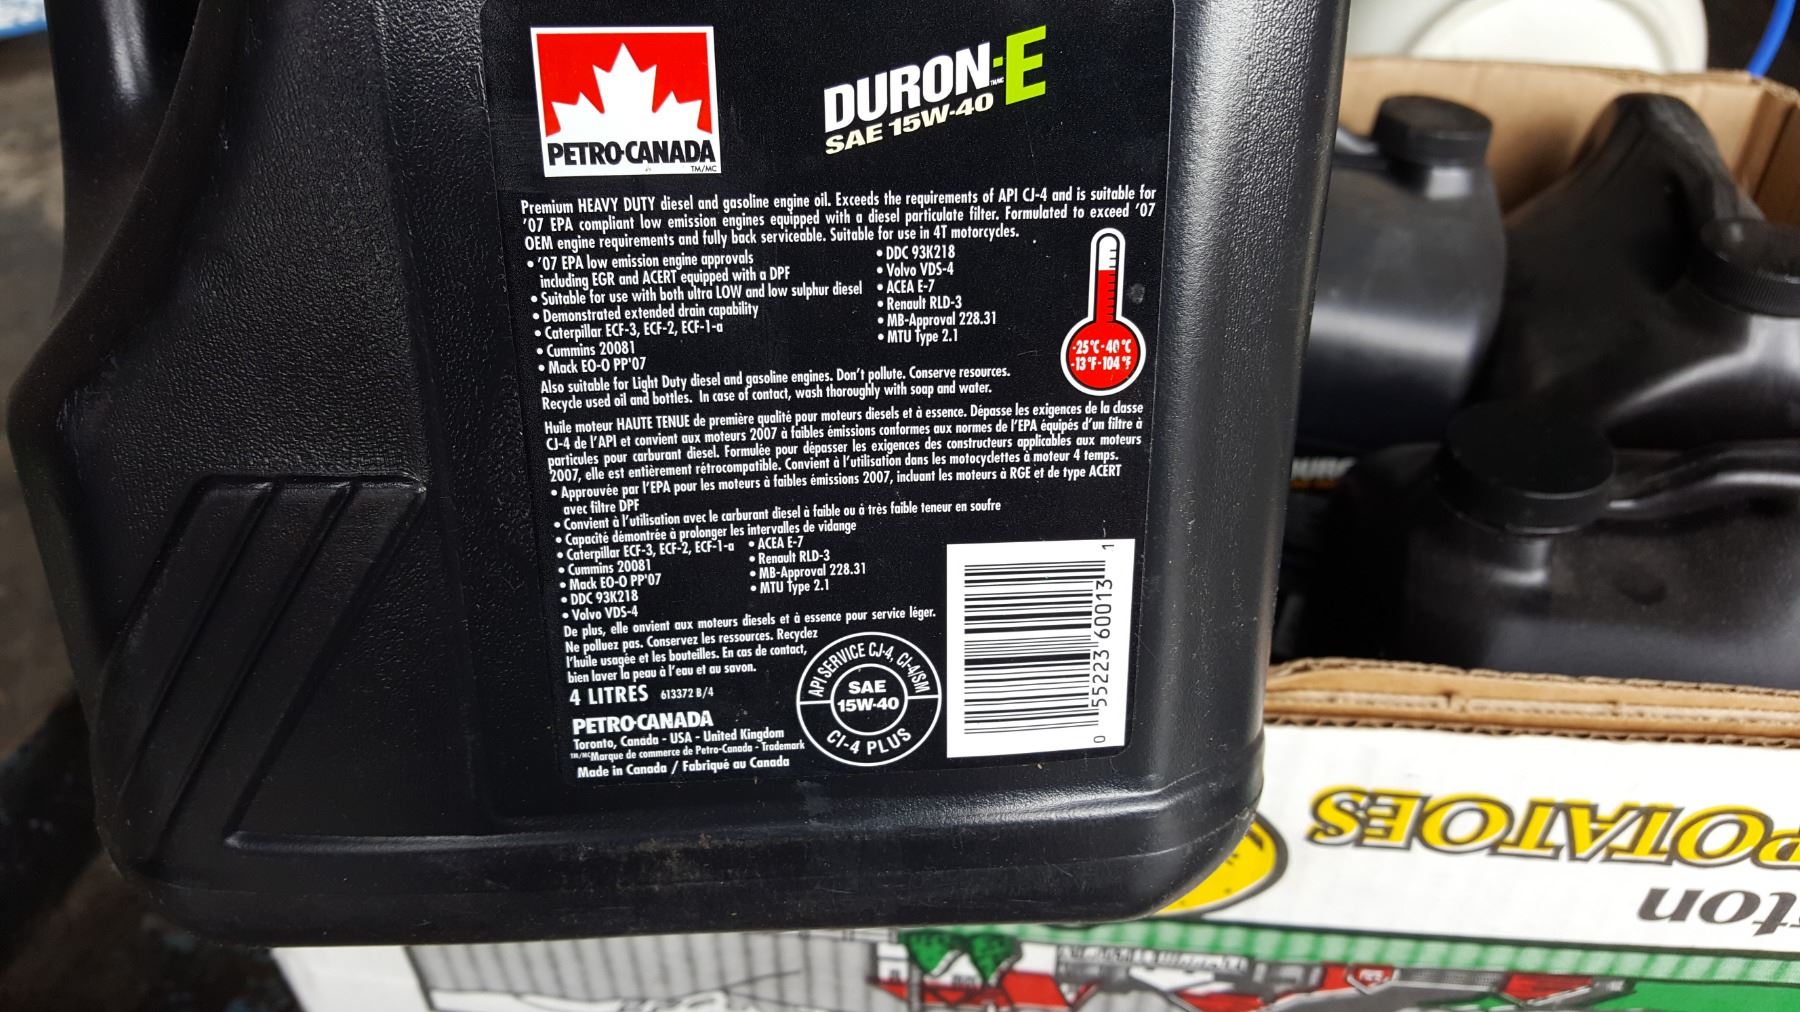 PETRO-CANADA
TM/MC
DURON-E
TM/MC
SAE 15W-40
Premium HEAVY DUTY diesel and gasoline engine oil. Exceeds the requirements of API CJ-4 and is suitable for
'07 EPA compliant low emission engines equipped with a diesel particulate filter. Formulated to exceed '07
OEM engine requirements and fully back serviceable. Suitable for use in 4T motorcycles.
• '07 EPA low emission engine approvals
including EGR and ACERT equipped with a DPF
• Suitable for use with both ultra LOW and low sulphur diesel
• Demonstrated extended drain capability
• Caterpillar ECF-3, ECF-2, ECF-1-a
• Cummins 20081
• Mack EO-O PP'07
• DDC 93K218
• Volvo VDS-4
• ACEA E-7
• Renault RLD-3
• MB-Approval 228.31
• MTU Type 2.1
-25°C-40°C
-13°F-104°F
Also suitable for Light Duty diesel and gasoline engines. Don't pollute. Conserve resources.
Recycle used oil and bottles. In case of contact, wash thoroughly with soap and water.
Huile moteur HAUTE TENUE de première qualité pour moteurs diesels et à essence. Dépasse les exigences de la classe
CJ-4 de l'API et convient aux moteurs 2007 à faibles émissions conformes aux normes de l'EPA équipés d'un filtre à
particules pour carburant diesel. Formulée pour dépasser les exigences des constructeurs applicables aux moteurs
2007, elle est entièrement rétrocompatible. Convient à l'utilisation dans les motocyclettes à moteur 4 temps.
• Approuvée par l'EPA pour les moteurs à faibles émissions 2007, incluant les moteurs à RGE et de type ACERT
avec filtre DPF
• Convient à l'utilisation avec le carburant diesel à faible ou à très faible teneur en soufre
• Capacité démontrée à prolonger les intervalles de vidange
• Caterpillar ECF-3, ECF-2, ECF-1-a
• Cummins 20081
• Mack EO-O PP'07
• DDC 93K218
• Volvo VDS-4
• ACEA E-7
• Renault RLD-3
• MB-Approval 228.31
• MTU Type 2.1
De plus, elle onvient aux moteurs diesels et à essence pour service léger.
Ne polluez pas. Conservez les ressources. Recyclez
l'huile usagée et les bouteilles. En cas de contact,
bien laver la peau à l'eau et au savon.
4 LITRES 613372 B/4
PETRO-CANADA
Toronto, Canada - USA - United Kingdom
TM/MC Marque de commerce de Petro-Canada - Trademark
Made in Canada / Fabriqué au Canada
API SERVICE CJ-4, CI-4/SM
SAE
15W-40
CI-4 PLUS
0 55223 60013 1
POTATOES